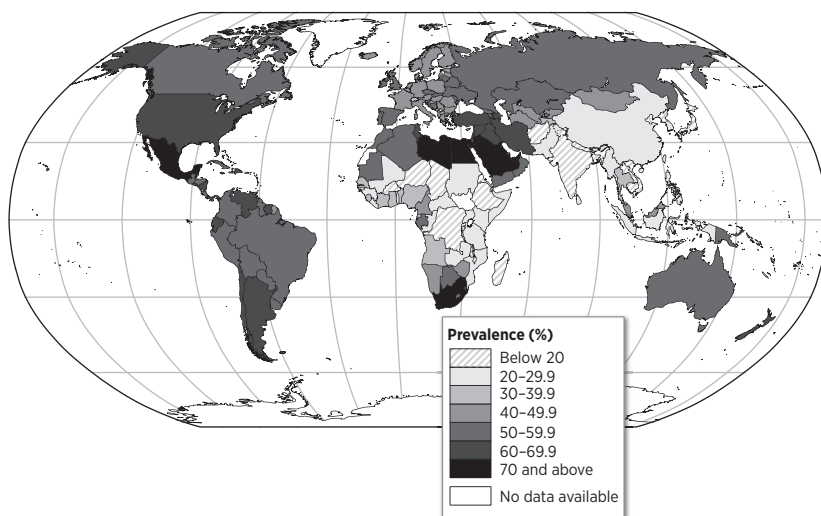 Prevalence (%)
Below 20
20–29.9
30–39.9
40–49.9
50–59.9
60–69.9
70 and above
No data available